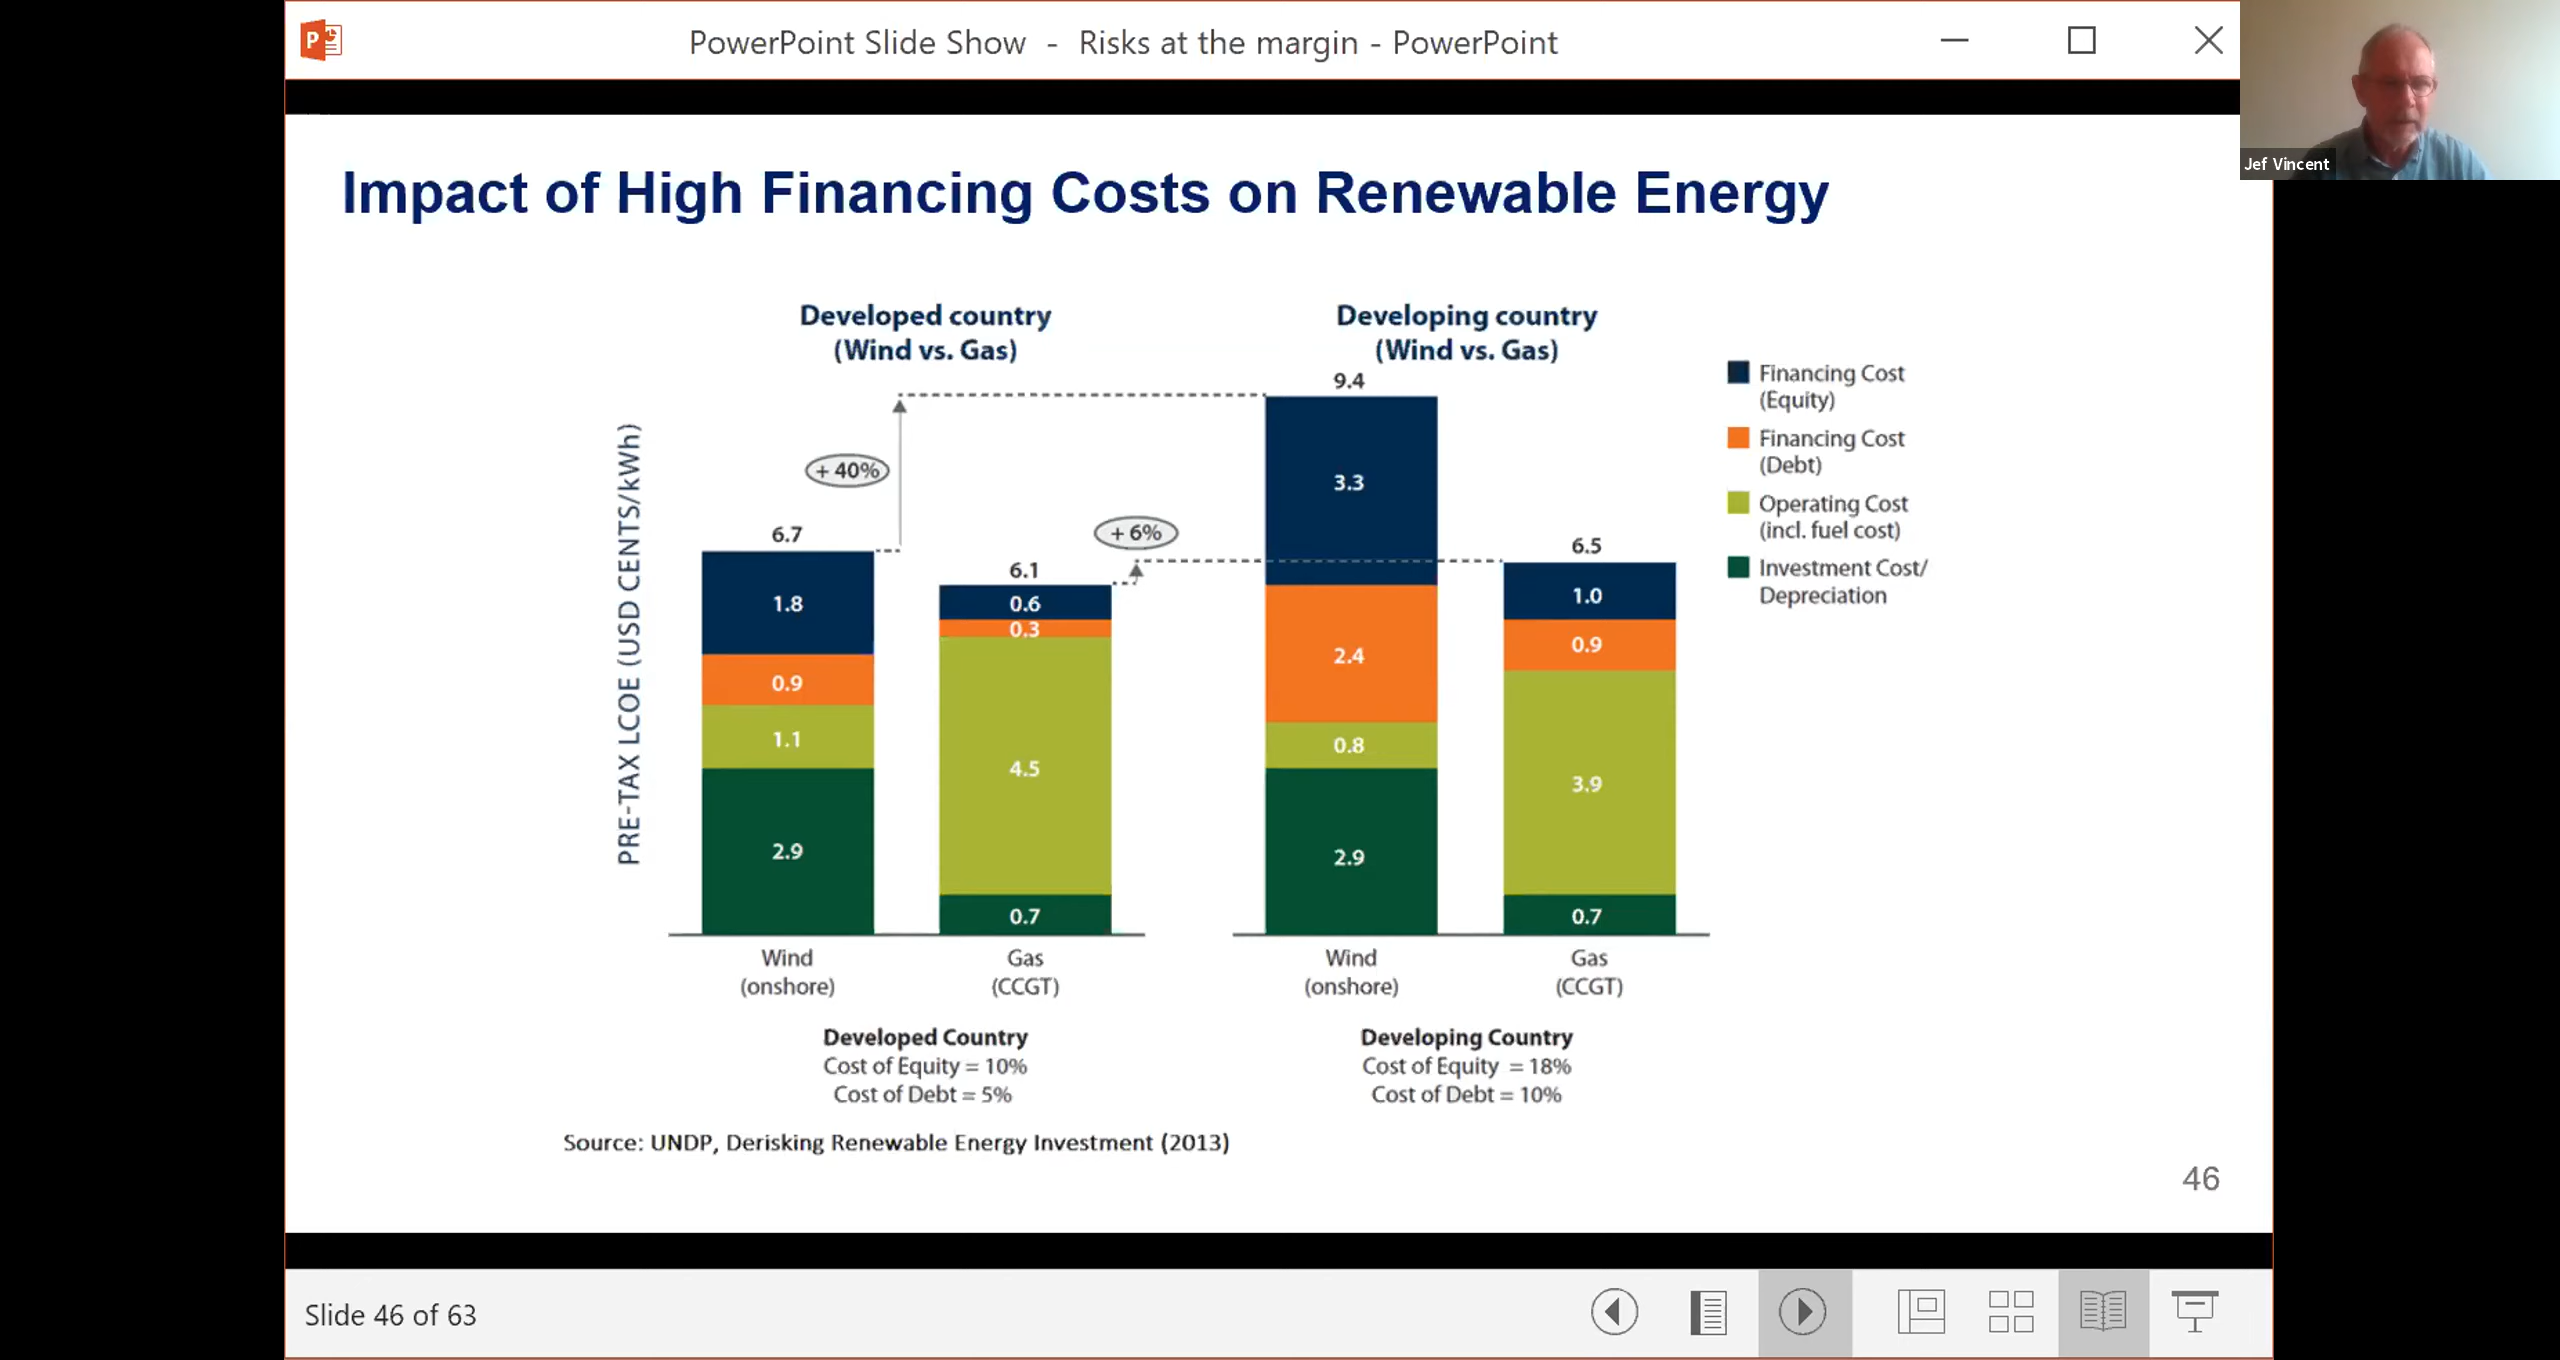 PowerPoint Slide Show - Risks at the margin - PowerPoint
Jef Vincent
Impact of High Financing Costs on Renewable Energy
Developed country
(Wind vs. Gas)
Developing country
(Wind vs. Gas)
PRE-TAX LCOE (USD CENTS/kWh)
+ 40%
+ 6%
6.7
1.8
0.9
1.1
2.9
6.1
0.6
0.3
4.5
0.7
9.4
3.3
2.4
0.8
2.9
6.5
1.0
0.9
3.9
0.7
Financing Cost
(Equity)
Financing Cost
(Debt)
Operating Cost
(incl. fuel cost)
Investment Cost/
Depreciation
Wind
(onshore)
Gas
(CCGT)
Wind
(onshore)
Gas
(CCGT)
Developed Country
Cost of Equity = 10%
Cost of Debt = 5%
Developing Country
Cost of Equity = 18%
Cost of Debt = 10%
Source: UNDP, Derisking Renewable Energy Investment (2013)
46
Slide 46 of 63